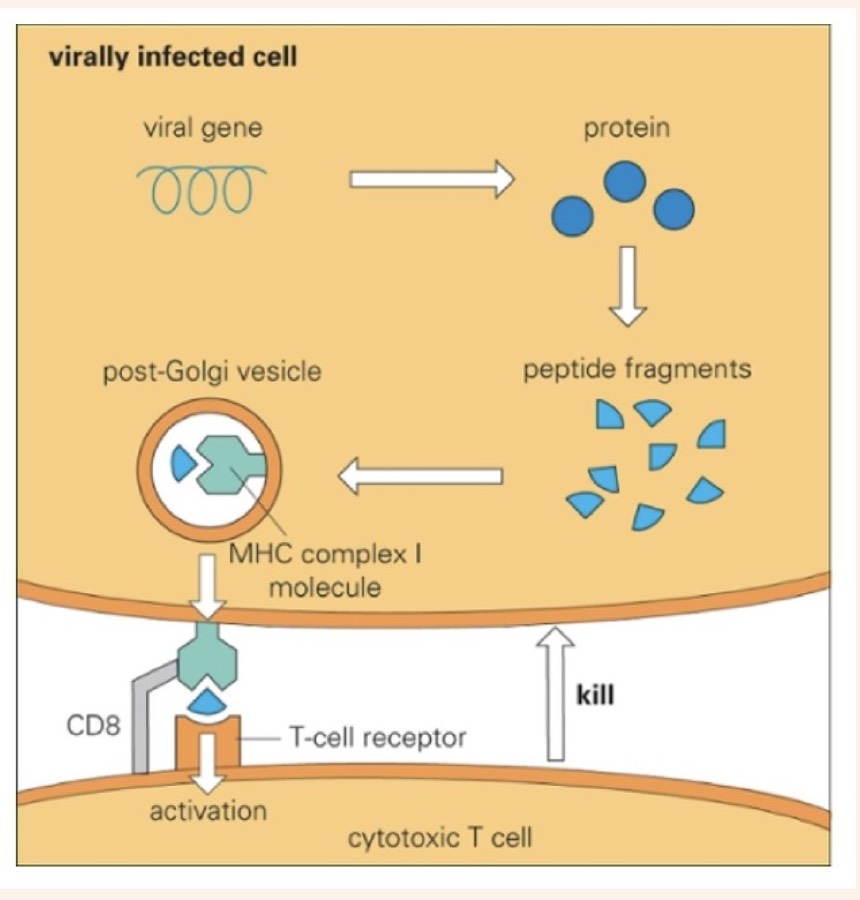 virally infected cell
viral gene
protein
post-Golgi vesicle
peptide fragments
MHC complex I
molecule
kill
CD8
T-cell receptor
activation
cytotoxic T cell